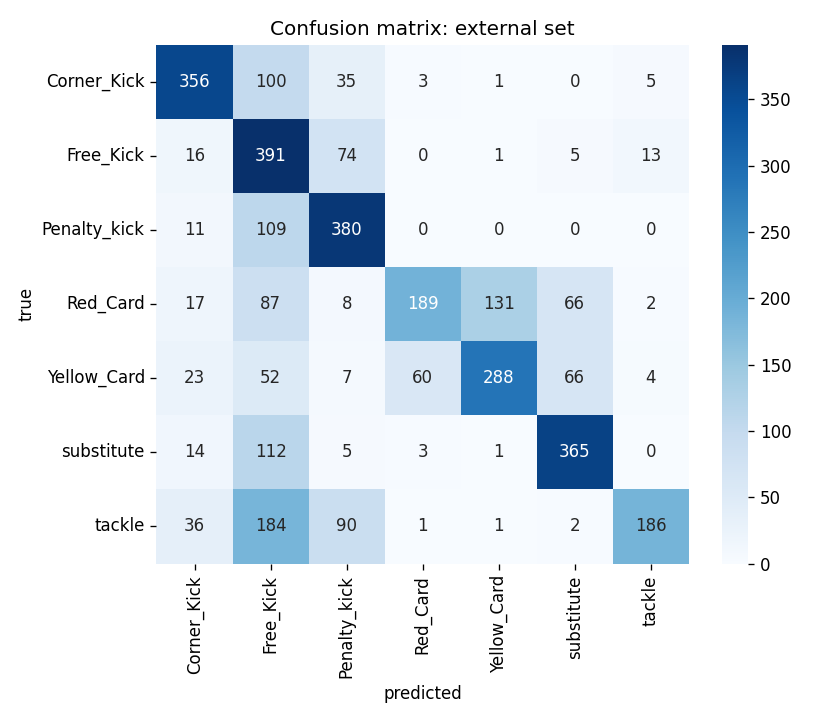 Confusion matrix: external set
Corner_Kick 356 100 35 3 1 0 5
Free_Kick 16 391 74 0 1 5 13
Penalty_kick 11 109 380 0 0 0 0
Red_Card 17 87 8 189 131 66 2
Yellow_Card 23 52 7 60 288 66 4
substitute 14 112 5 3 1 365 0
tackle 36 184 90 1 1 2 186
true
Corner_Kick Free_Kick Penalty_kick Red_Card Yellow_Card substitute tackle
predicted
350
300
250
200
150
100
50
0